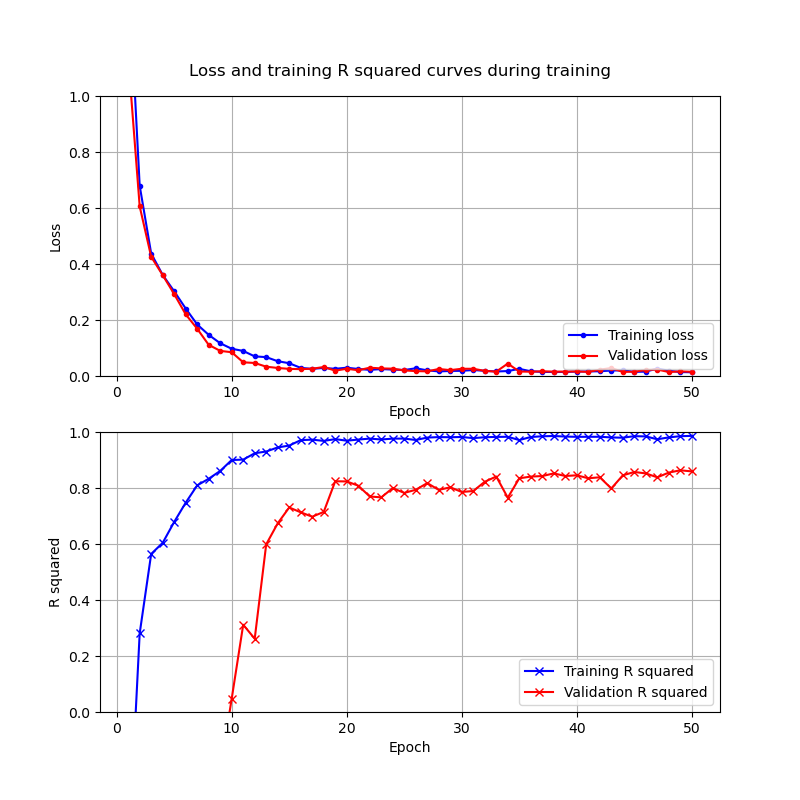 Loss and training R squared curves during training
1.0
0.8
0.6
0.4
0.2
0.0
Loss
Training loss
Validation loss
0 10 20 30 40 50
Epoch
1.0
0.8
0.6
0.4
0.2
0.0
R squared
Training R squared
Validation R squared
0 10 20 30 40 50
Epoch